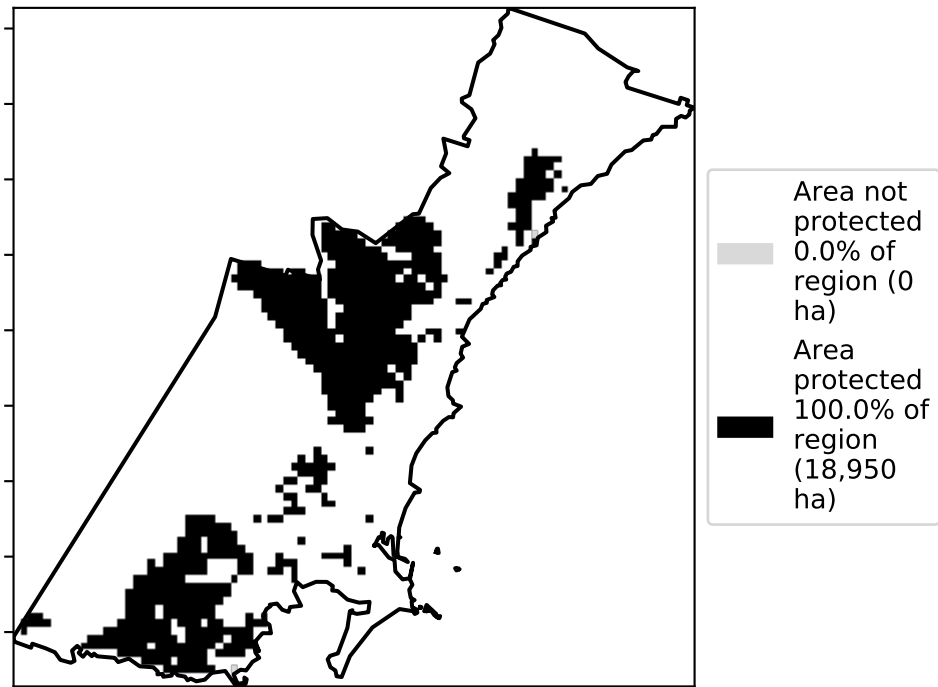 Area not
protected
0.0% of
region (0
ha)
Area
protected
100.0% of
region
(18,950
ha)